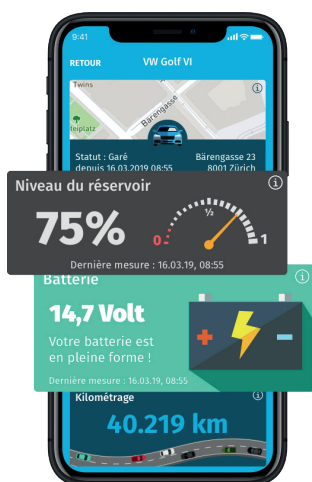 9:41
RETOUR VW Golf VI
Twins
Bärengasse
Statut : Garé Bärengasse 23
depuis 16.03.2019 08:55 8001 Zürich
Niveau du réservoir
75%
0 ½ 1
Dernière mesure : 16.03.19, 08:55
Batterie
14,7 Volt
Votre batterie est
en pleine forme !
Dernière mesure : 16.03.19, 08:55
Kilométrage
40.219 km